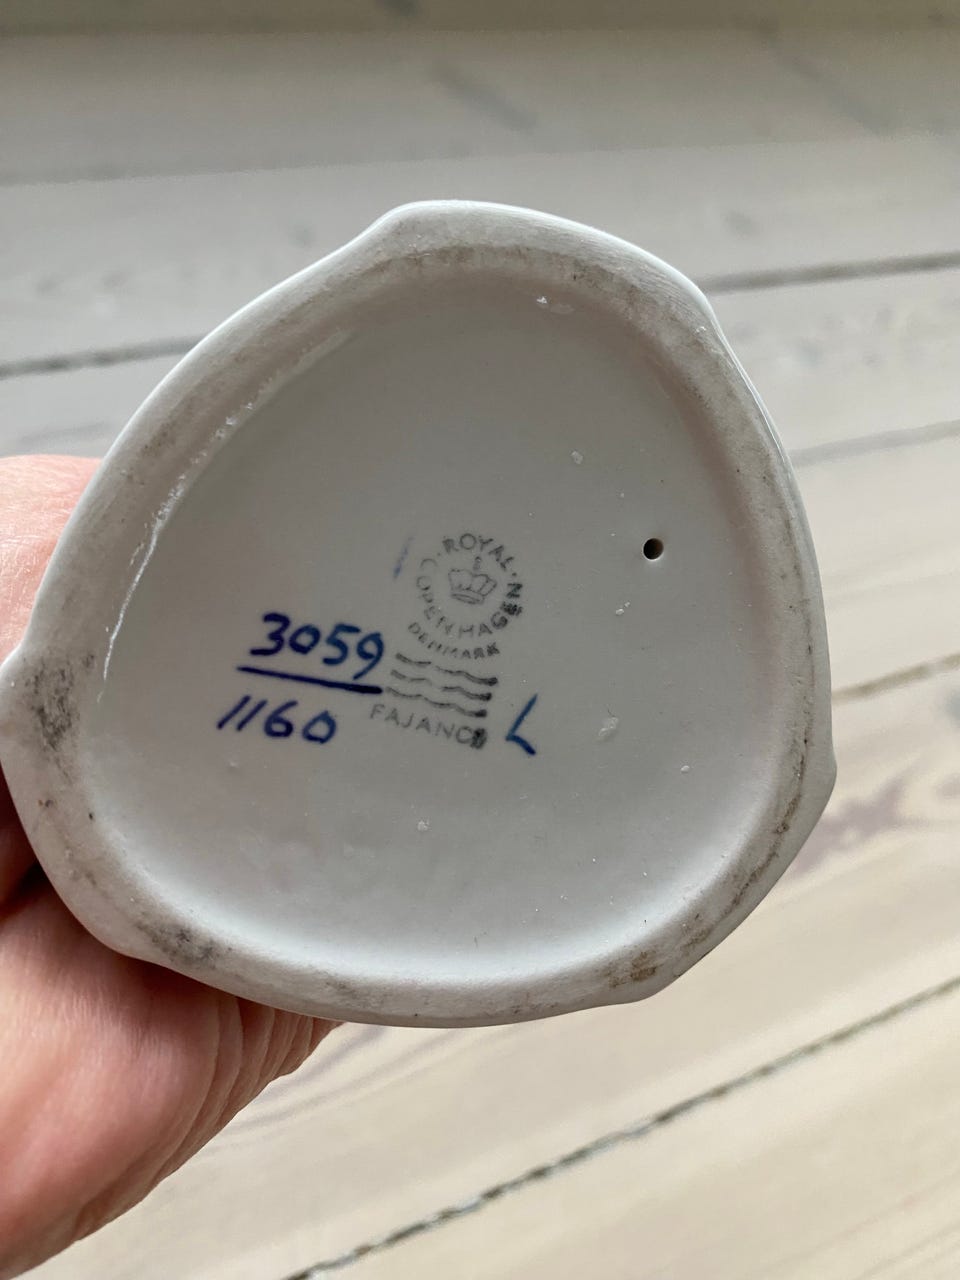 ROYAL
COPENHAGEN
DENMARK
3059
1160
FAJANCE
L